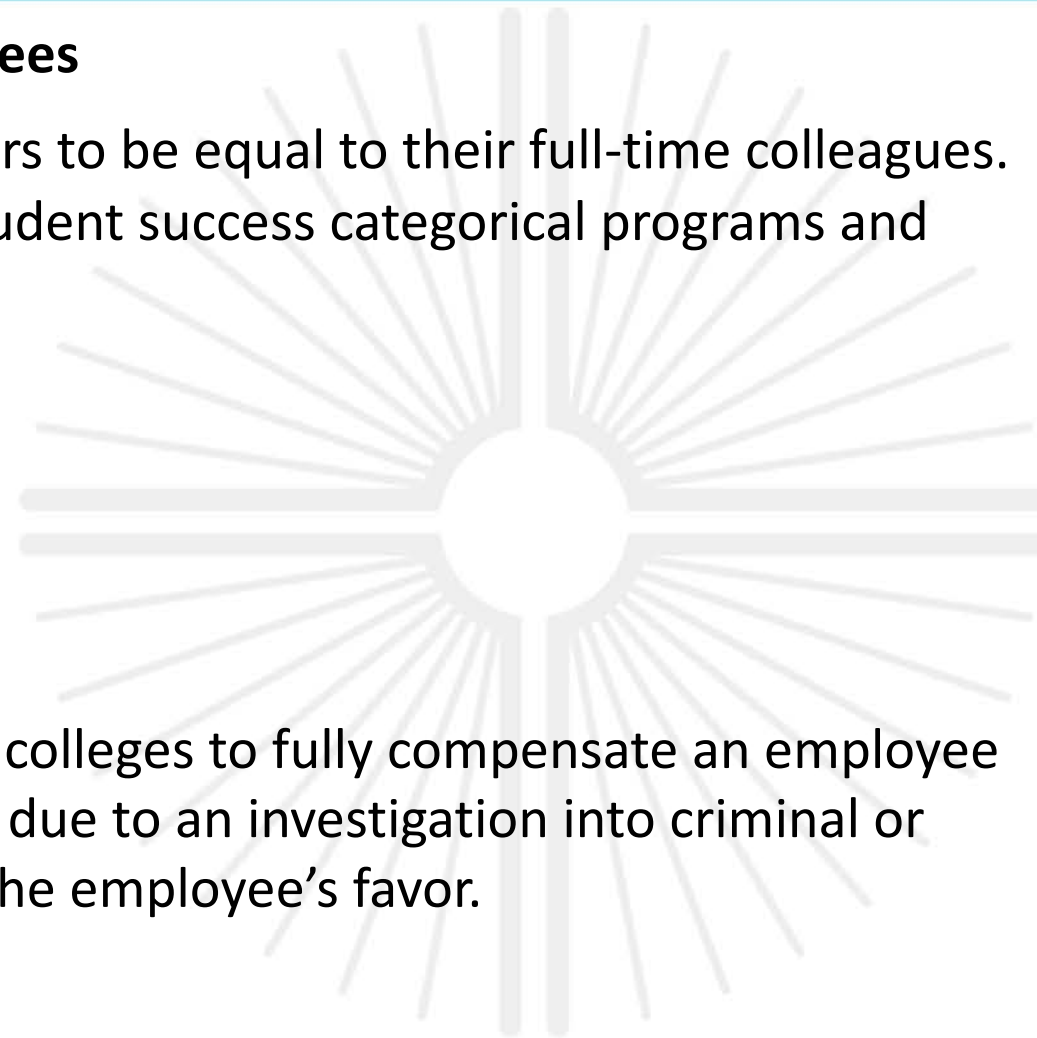 ees
rs to be equal to their full-time colleagues.
udent success categorical programs and
colleges to fully compensate an employee
due to an investigation into criminal or
he employee’s favor.